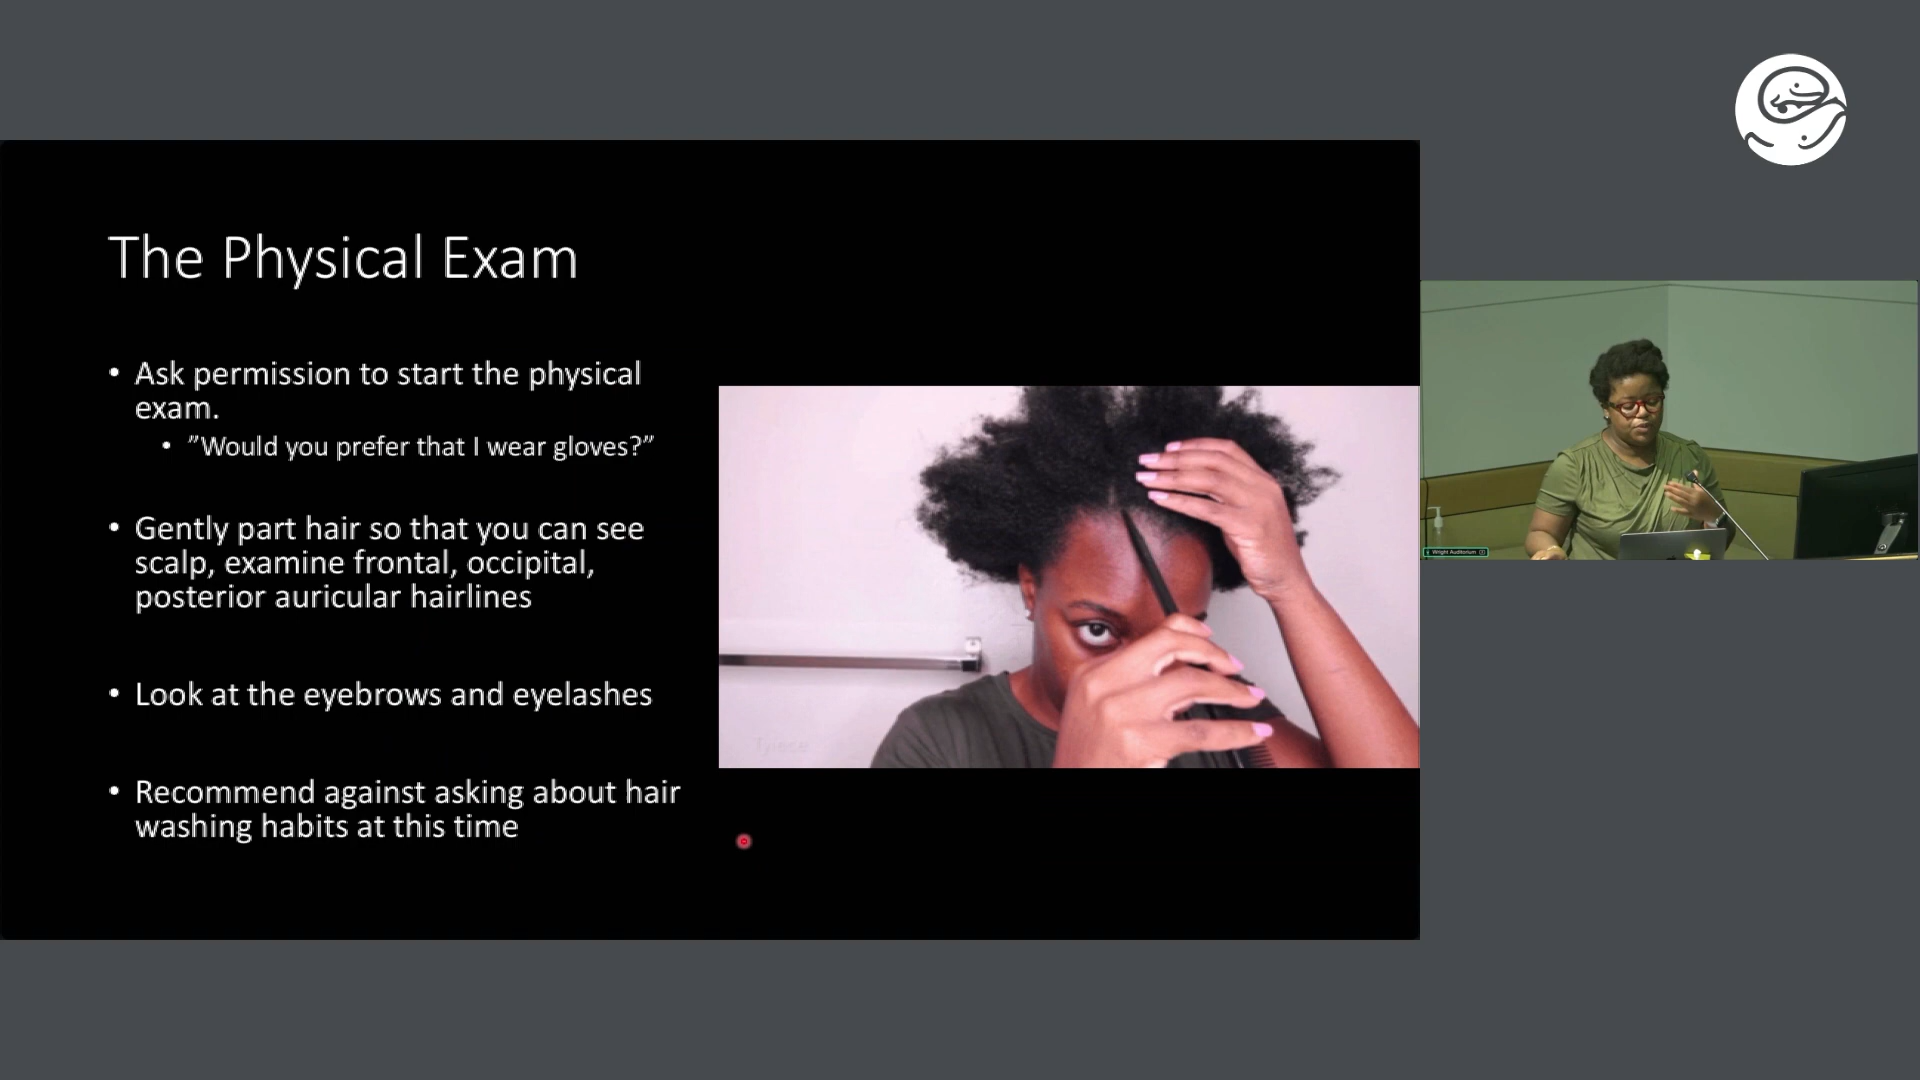 The Physical Exam
• Ask permission to start the physical
exam.
• ”Would you prefer that I wear gloves?”
• Gently part hair so that you can see
scalp, examine frontal, occipital,
posterior auricular hairlines
• Look at the eyebrows and eyelashes
• Recommend against asking about hair
washing habits at this time
Wright Auditorium